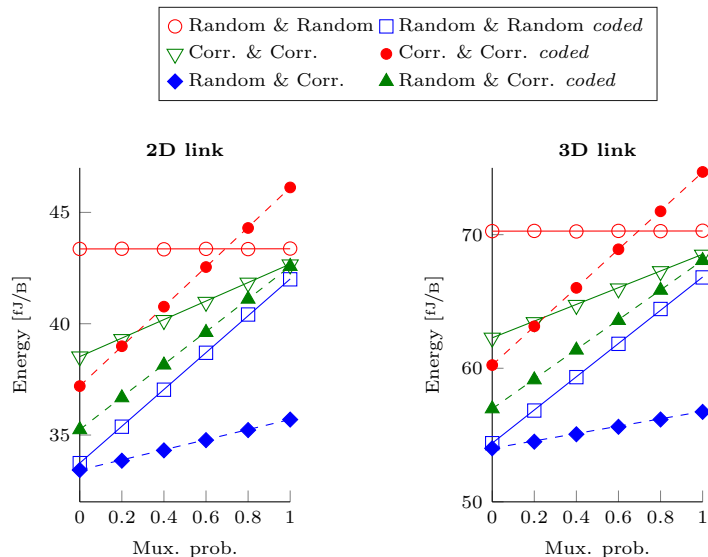 Random & Random
Random & Random coded
Corr. & Corr.
Corr. & Corr. coded
Random & Corr.
Random & Corr. coded
2D link
45
40
35
Energy [fJ/B]
0 0.2 0.4 0.6 0.8 1
Mux. prob.
3D link
70
60
50
Energy [fJ/B]
0 0.2 0.4 0.6 0.8 1
Mux. prob.